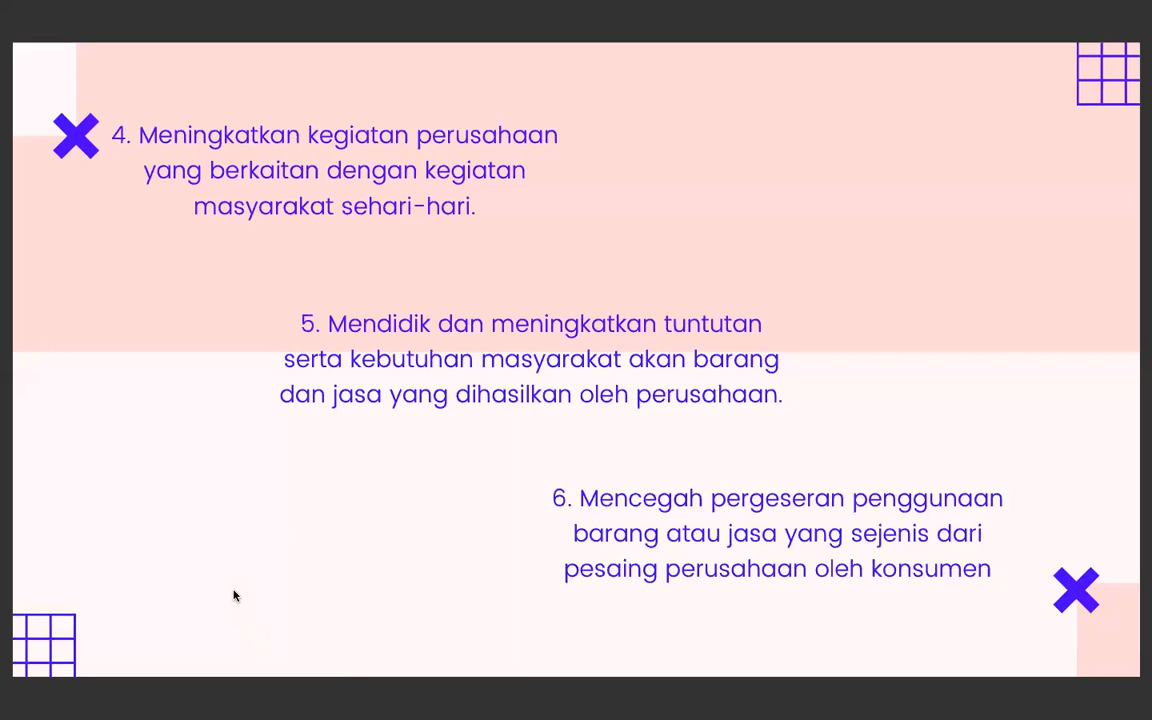 4. Meningkatkan kegiatan perusahaan
yang berkaitan dengan kegiatan
masyarakat sehari-hari.
5. Mendidik dan meningkatkan tuntutan
serta kebutuhan masyarakat akan barang
dan jasa yang dihasilkan oleh perusahaan.
6. Mencegah pergeseran penggunaan
barang atau jasa yang sejenis dari
pesaing perusahaan oleh konsumen